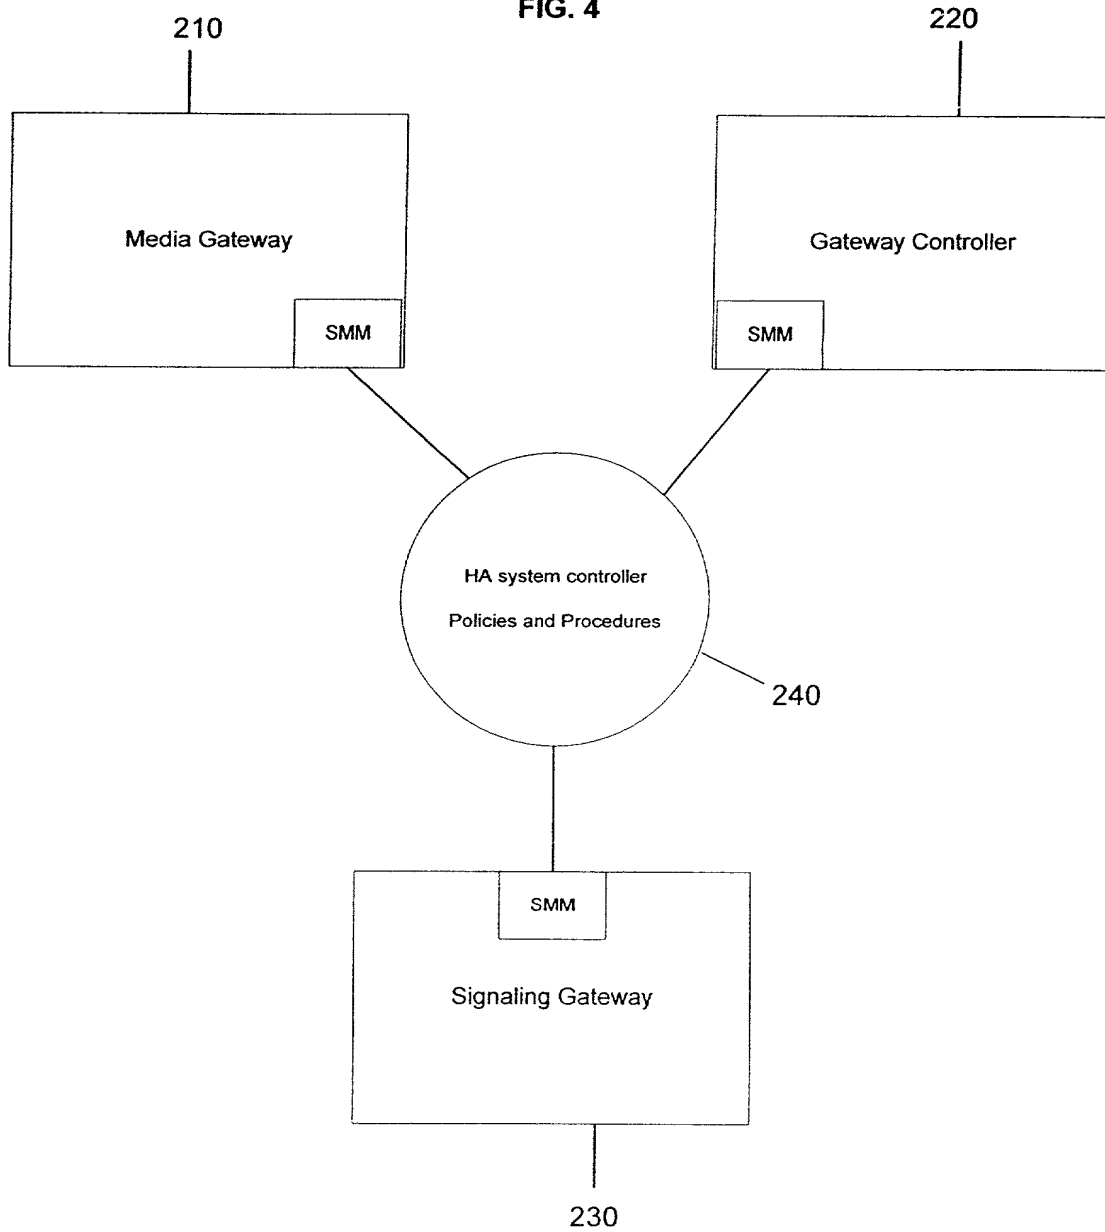 FIG. 4
210
220
Media Gateway
Gateway Controller
SMM
SMM
HA system controller
Policies and Procedures
240
SMM
Signaling Gateway
230